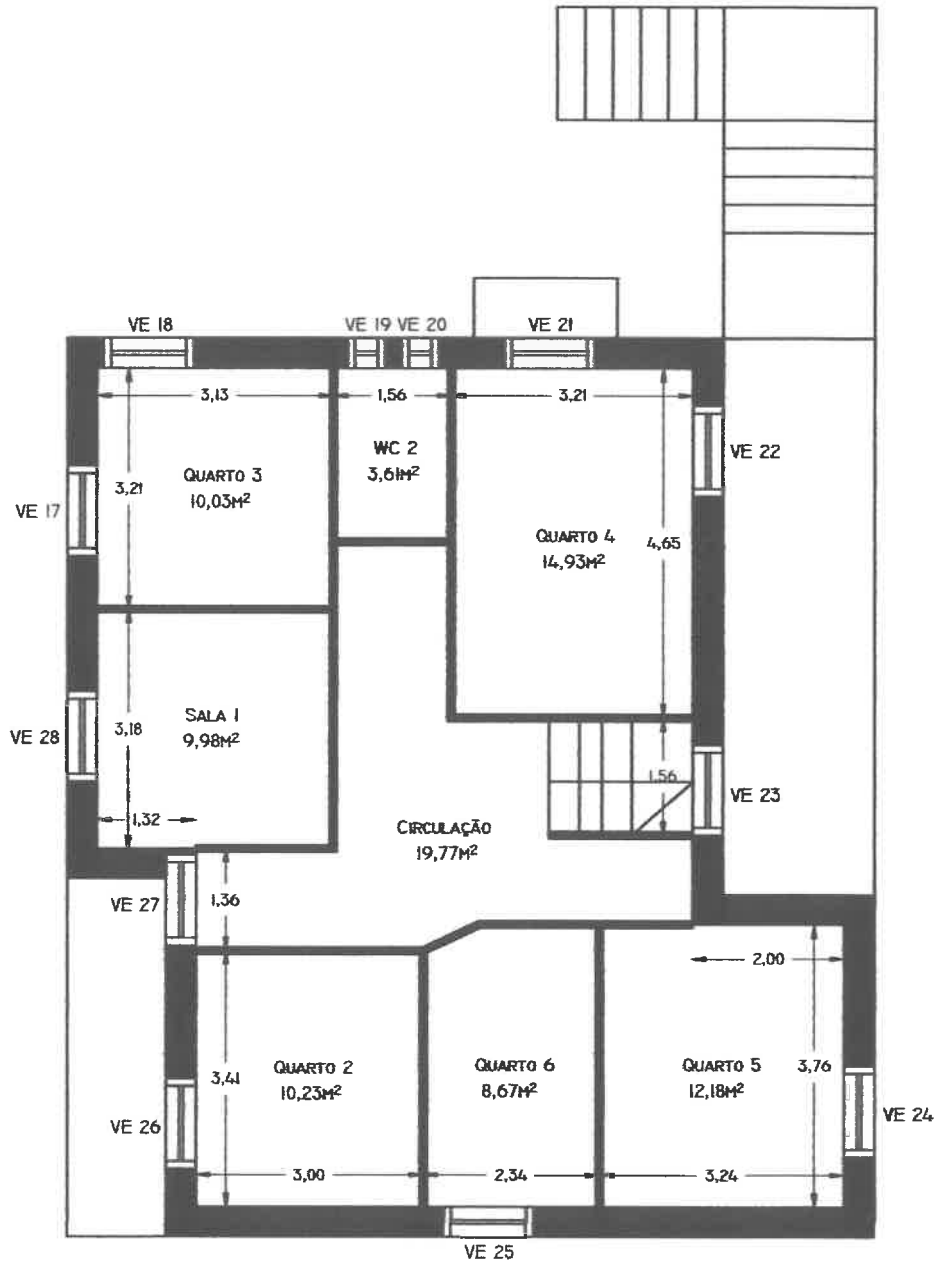 VE 18
VE 19 VE 20
VE 21
3,13
1,56
3,21
WC 2
3,61M²
VE 22
QUARTO 3
10,03M²
3,21
VE 17
QUARTO 4
14,93M²
4,65
SALA 1
9,98M²
3,18
VE 28
1,56
VE 23
1,32
CIRCULAÇÃO
19,77M²
VE 27
1,36
2,00
QUARTO 2
10,23M²
3,41
QUARTO 6
8,67M²
QUARTO 5
12,18M²
3,76
VE 24
VE 26
3,00
2,34
3,24
VE 25